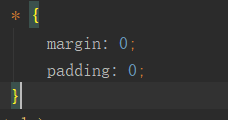 * {
margin: 0;
padding: 0;
}